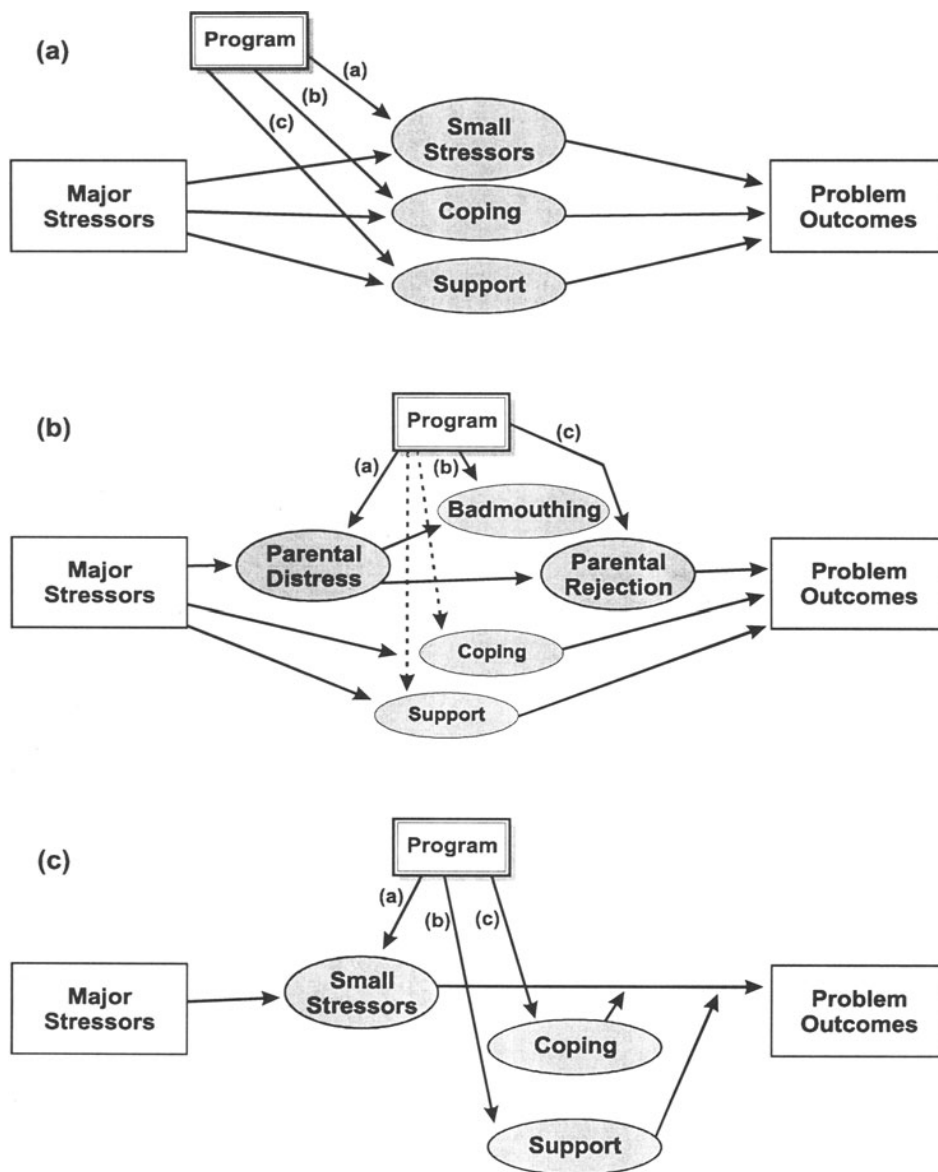 (a)
Program
(a)
(b)
(c)
Small
Stressors
Major
Stressors
Coping
Problem
Outcomes
Support
(b)
Program
(c)
(a)
(b)
Badmouthing
Major
Stressors
Parental
Distress
Parental
Rejection
Problem
Outcomes
Coping
Support
(c)
Program
(a)
(b)
(c)
Major
Stressors
Small
Stressors
Problem
Outcomes
Coping
Support